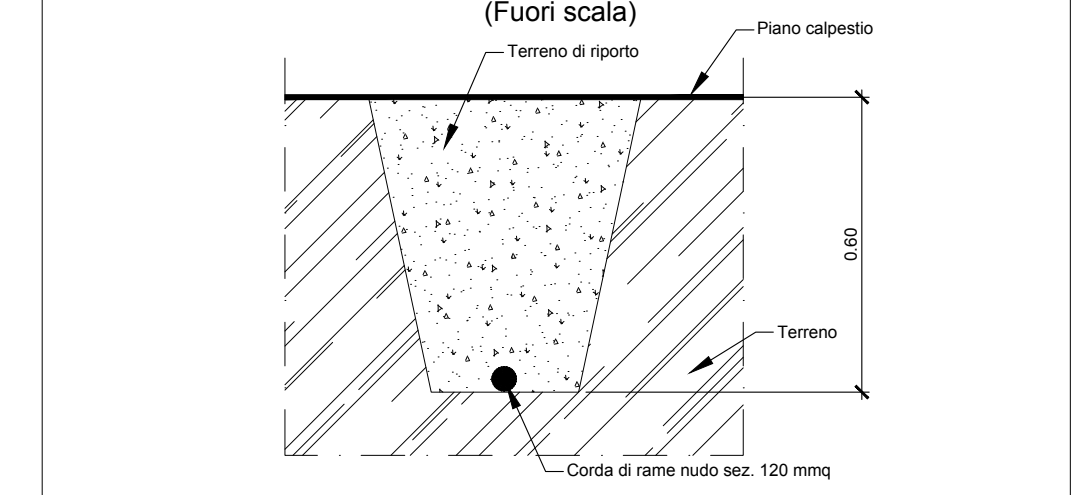 (Fuori scala)
Piano calpestio
Terreno di riporto
0.60
Terreno
Corda di rame nudo sez. 120 mmq